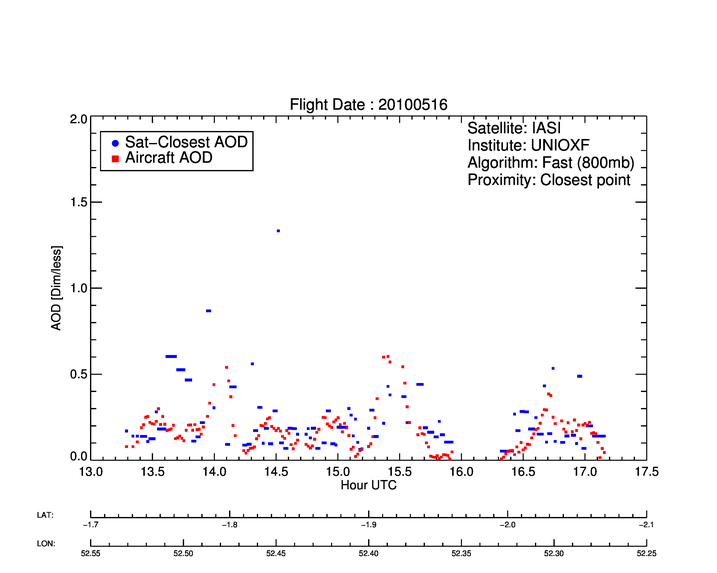 Flight Date : 20100516
Satellite: IASI
Institute: UNIOXF
Algorithm: Fast (800mb)
Proximity: Closest point
Sat-Closest AOD
Aircraft AOD
AOD [Dim/less]
2.0
1.5
1.0
0.5
0.0
13.0 13.5 14.0 14.5 15.0 15.5 16.0 16.5 17.0 17.5
Hour UTC
LAT:
-1.7 -1.8 -1.9 -2.0 -2.1
LON:
52.55 52.50 52.45 52.40 52.35 52.30 52.25